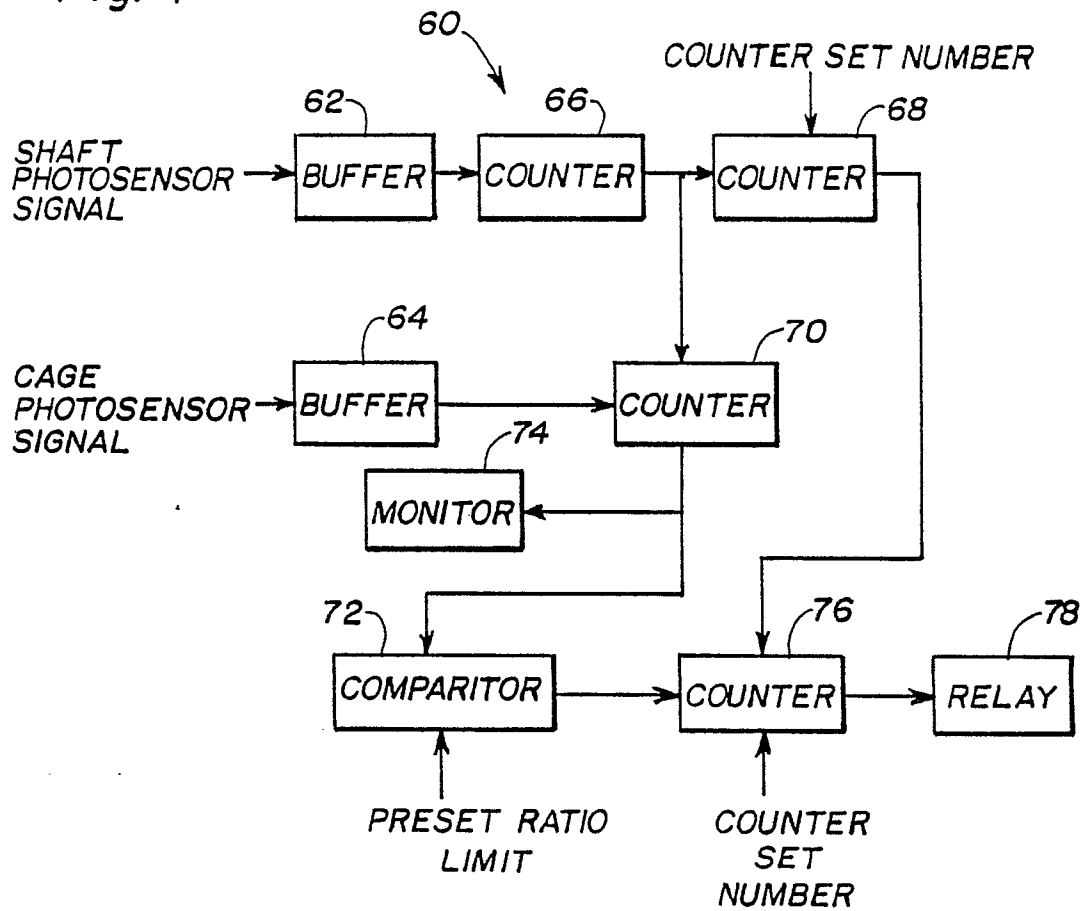 60
COUNTER SET NUMBER
62
66
68
SHAFT
PHOTOSENSOR
SIGNAL
BUFFER
COUNTER
COUNTER
64
70
CAGE
PHOTOSENSOR
SIGNAL
BUFFER
COUNTER
74
MONITOR
72
76
78
COMPARITOR
COUNTER
RELAY
PRESET RATIO
LIMIT
COUNTER
SET
NUMBER